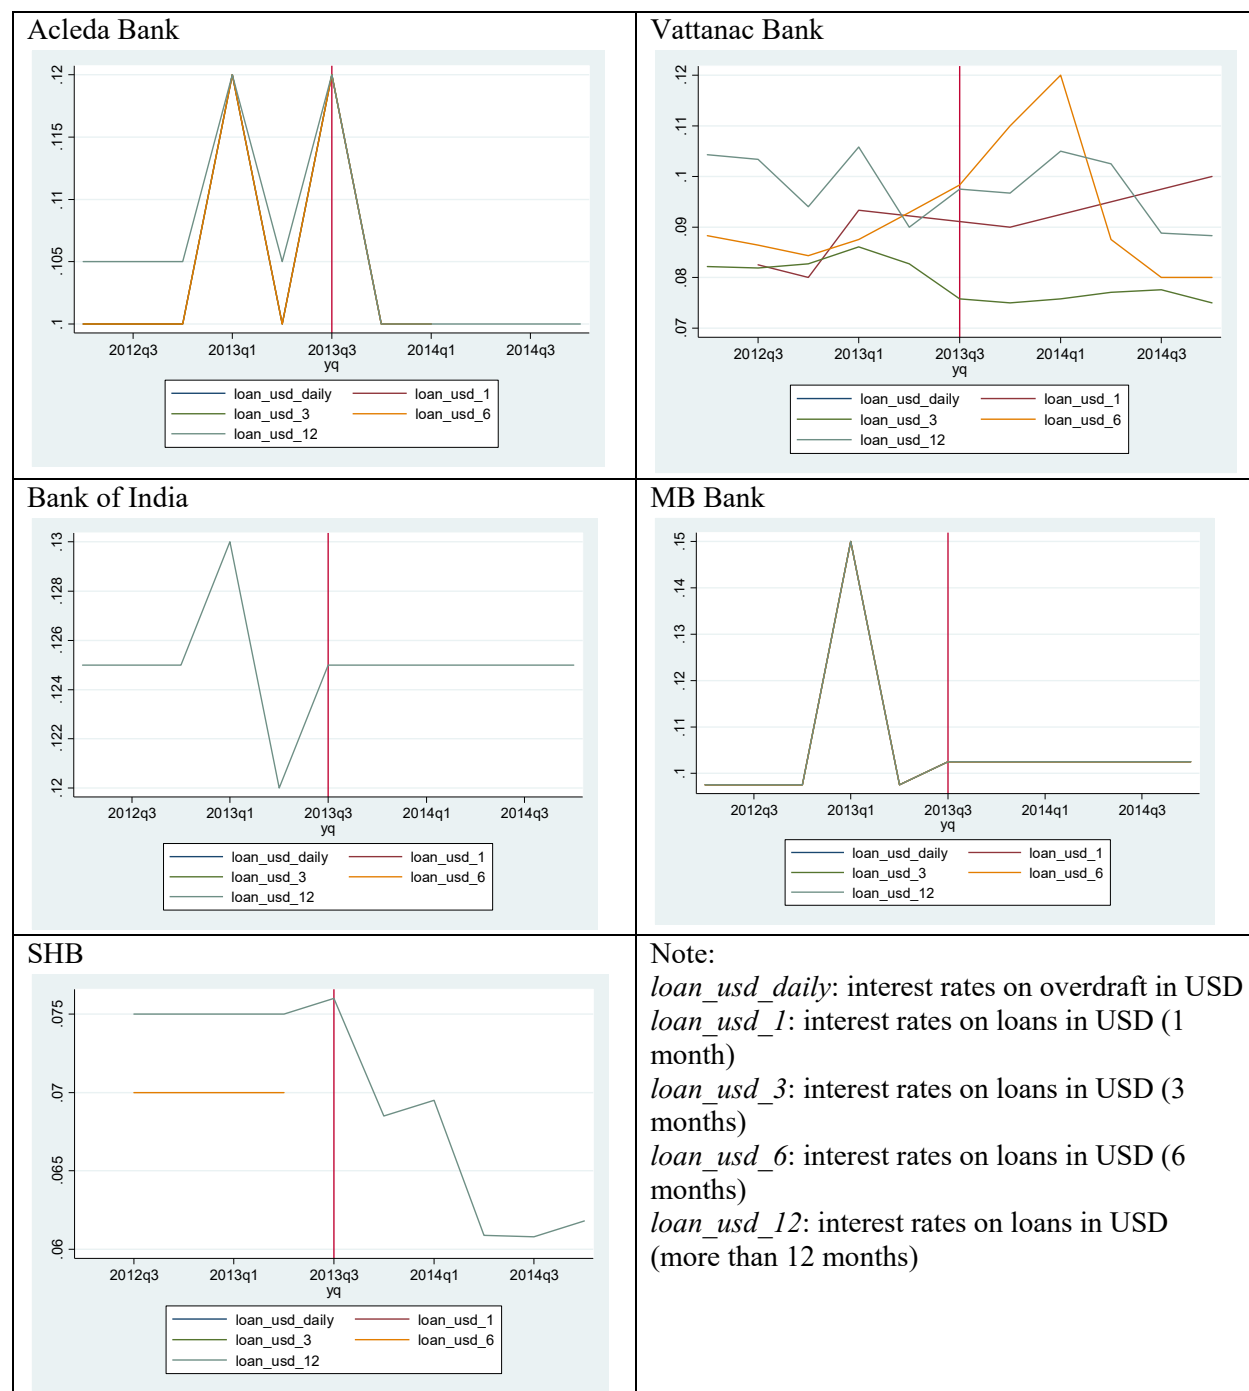 Acleda Bank
.12
.115
.11
.105
.1
2012q3 2013q1 2013q3 2014q1 2014q3
yq
loan_usd_daily loan_usd_1
loan_usd_3 loan_usd_6
loan_usd_12
Vattanac Bank
.12
.11
.1
.09
.08
.07
2012q3 2013q1 2013q3 2014q1 2014q3
yq
loan_usd_daily loan_usd_1
loan_usd_3 loan_usd_6
loan_usd_12
Bank of India
.13
.128
.126
.124
.122
.12
2012q3 2013q1 2013q3 2014q1 2014q3
yq
loan_usd_daily loan_usd_1
loan_usd_3 loan_usd_6
loan_usd_12
MB Bank
.15
.14
.13
.12
.11
.1
2012q3 2013q1 2013q3 2014q1 2014q3
yq
loan_usd_daily loan_usd_1
loan_usd_3 loan_usd_6
loan_usd_12
SHB
.075
.07
.065
.06
2012q3 2013q1 2013q3 2014q1 2014q3
yq
loan_usd_daily loan_usd_1
loan_usd_3 loan_usd_6
loan_usd_12
Note:
loan_usd_daily: interest rates on overdraft in USD
loan_usd_1: interest rates on loans in USD (1
month)
loan_usd_3: interest rates on loans in USD (3
months)
loan_usd_6: interest rates on loans in USD (6
months)
loan_usd_12: interest rates on loans in USD
(more than 12 months)